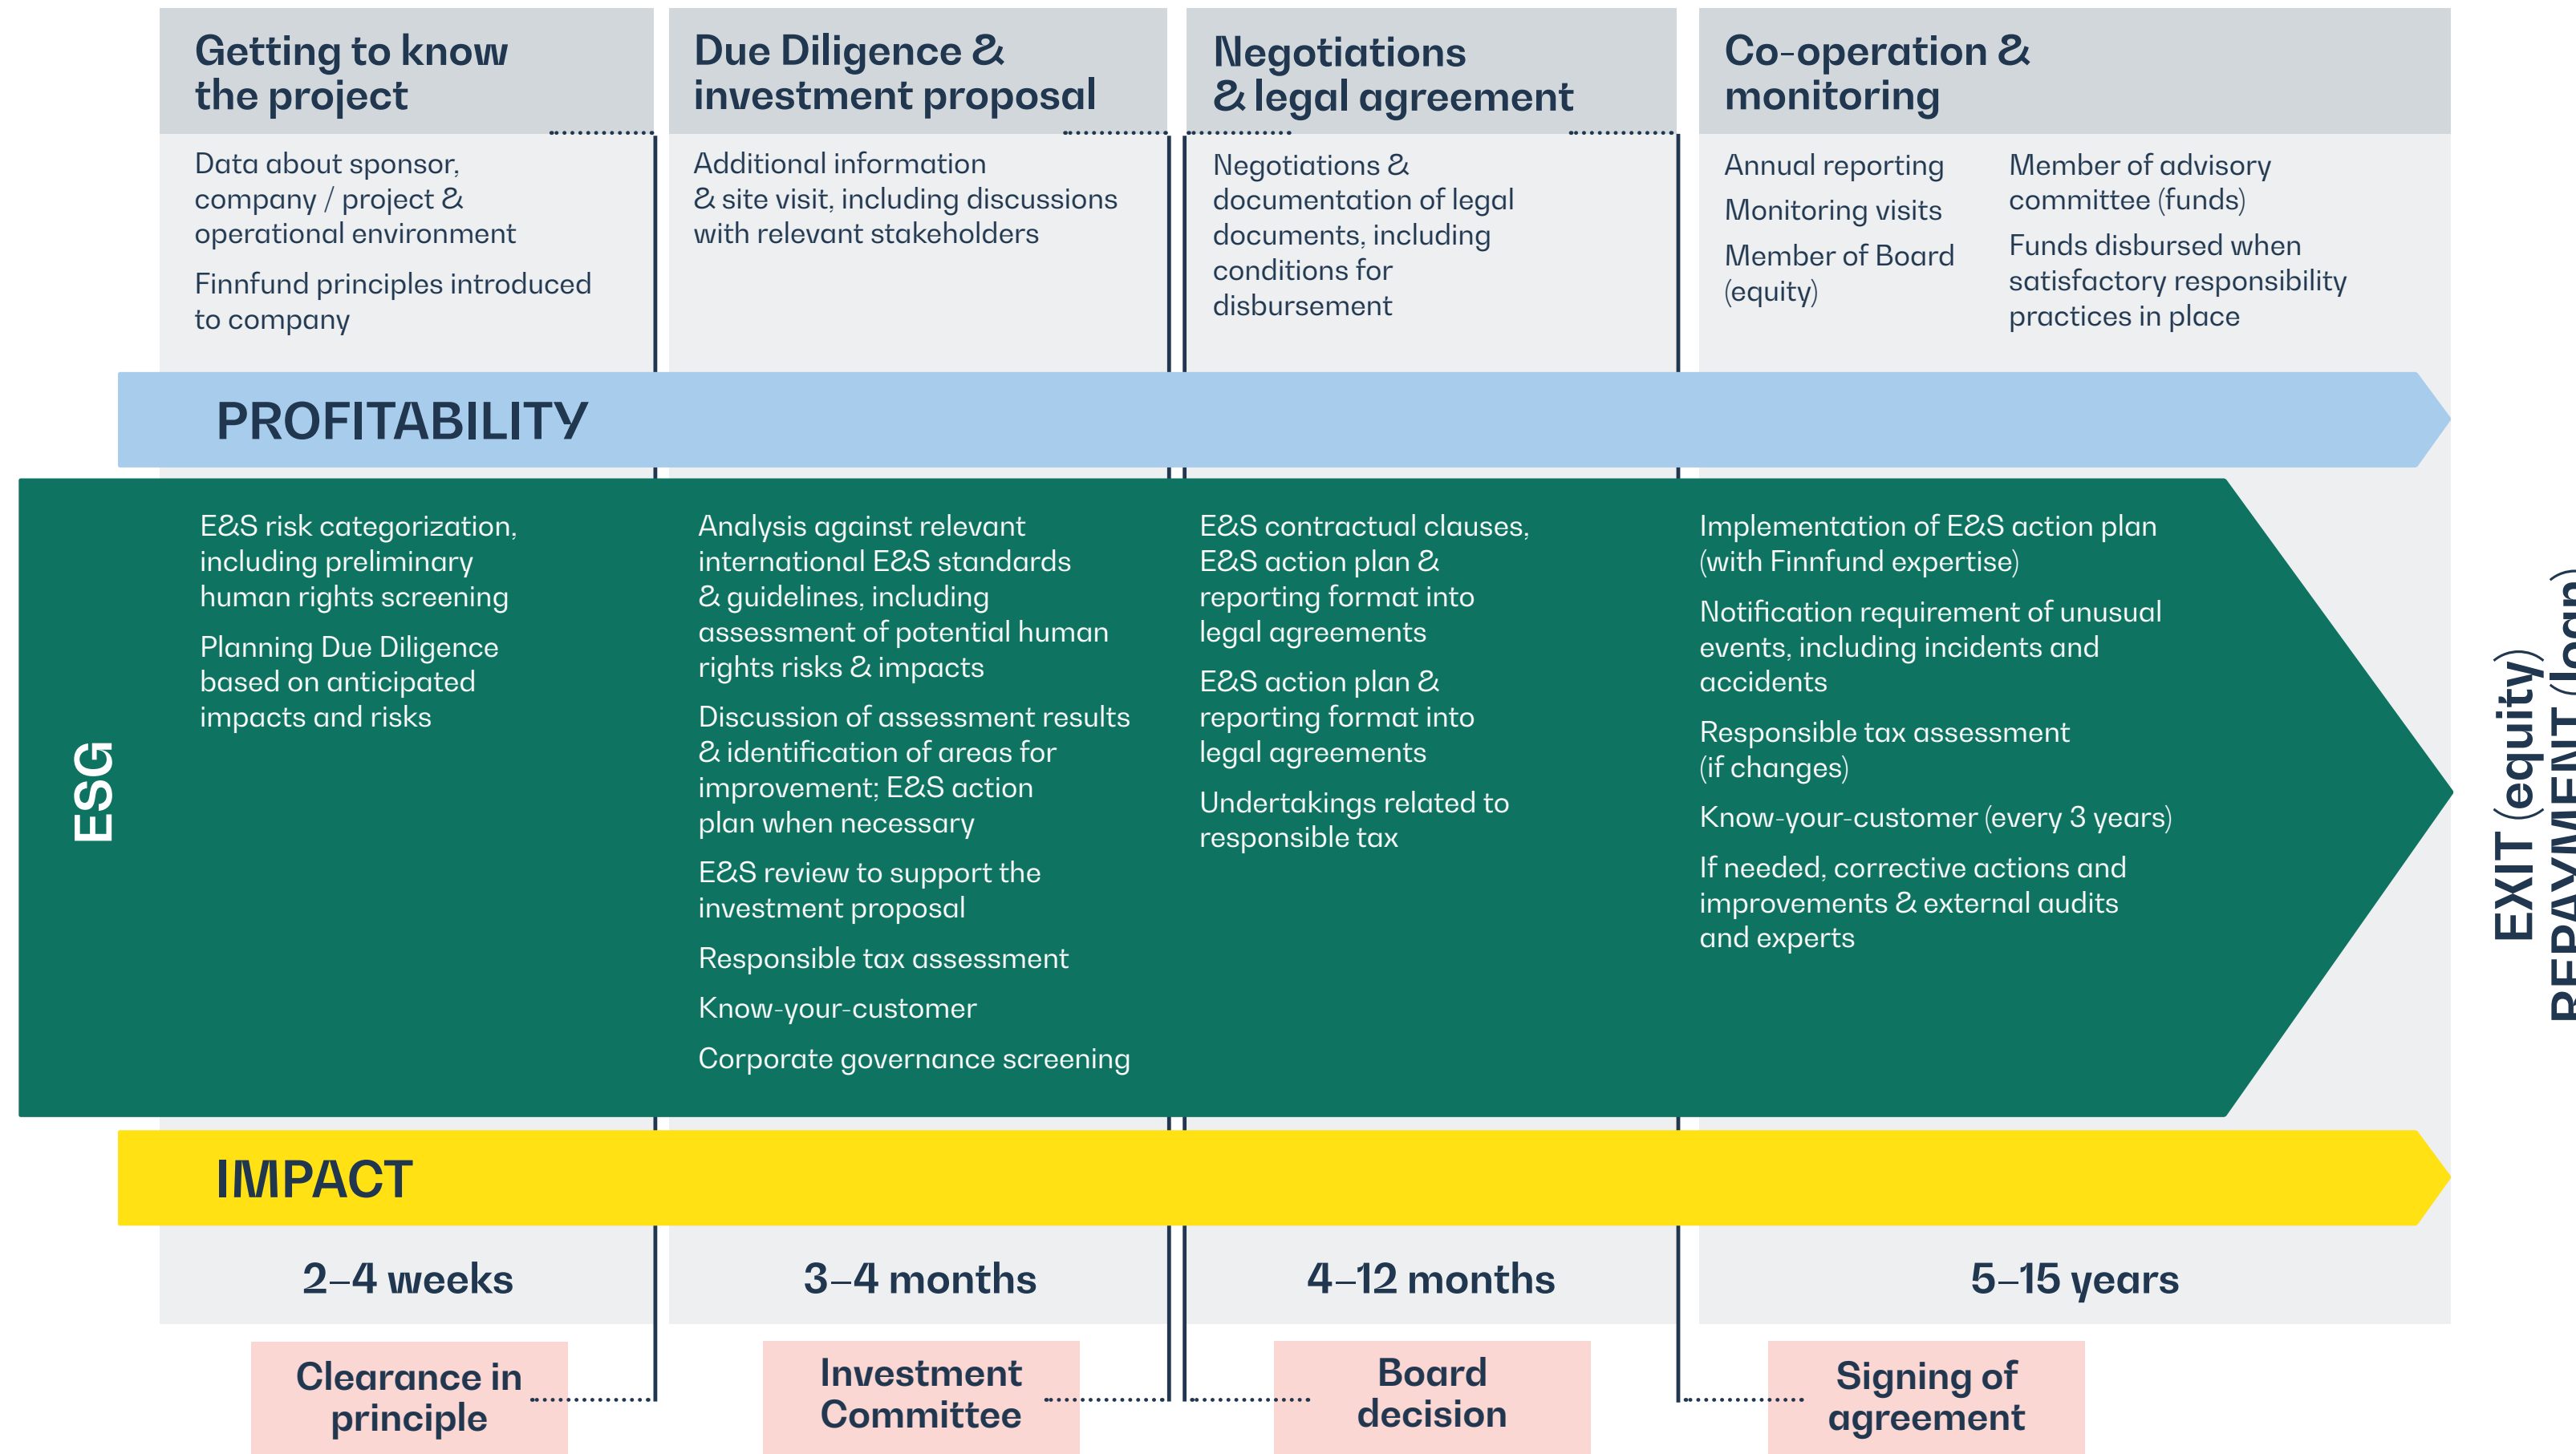 Getting to know
the project
Data about sponsor,
company / project &
operational environment
Finnfund principles introduced
to company
Due Diligence &
investment proposal
Additional information
& site visit, including discussions
with relevant stakeholders
Negotiations
& legal agreement
Negotiations &
documentation of legal
documents, including
conditions for
disbursement
Co-operation &
monitoring
Annual reporting
Monitoring visits
Member of Board
(equity)
Member of advisory
committee (funds)
Funds disbursed when
satisfactory responsibility
practices in place
PROFITABILITY
ESG
E&S risk categorization,
including preliminary
human rights screening
Planning Due Diligence
based on anticipated
impacts and risks
Analysis against relevant
international E&S standards
& guidelines, including
assessment of potential human
rights risks & impacts
Discussion of assessment results
& identification of areas for
improvement; E&S action
plan when necessary
E&S review to support the
investment proposal
Responsible tax assessment
Know-your-customer
Corporate governance screening
E&S contractual clauses,
E&S action plan &
reporting format into
legal agreements
E&S action plan &
reporting format into
legal agreements
Undertakings related to
responsible tax
Implementation of E&S action plan
(with Finnfund expertise)
Notification requirement of unusual
events, including incidents and
accidents
Responsible tax assessment
(if changes)
Know-your-customer (every 3 years)
If needed, corrective actions and
improvements & external audits
and experts
EXIT (equity)
REPAYMENT (loan)
IMPACT
2–4 weeks
3–4 months
4–12 months
5–15 years
Clearance in
principle
Investment
Committee
Board
decision
Signing of
agreement